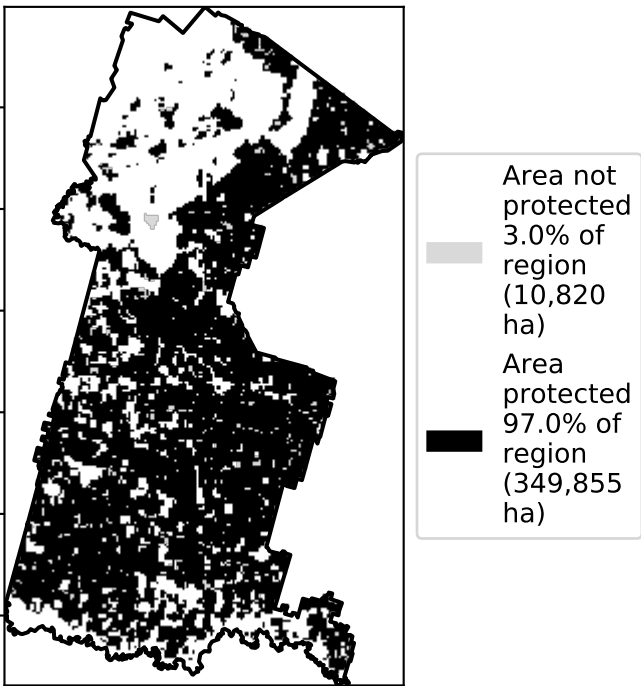 Area not
protected
3.0% of
region
(10,820
ha)
Area
protected
97.0% of
region
(349,855
ha)